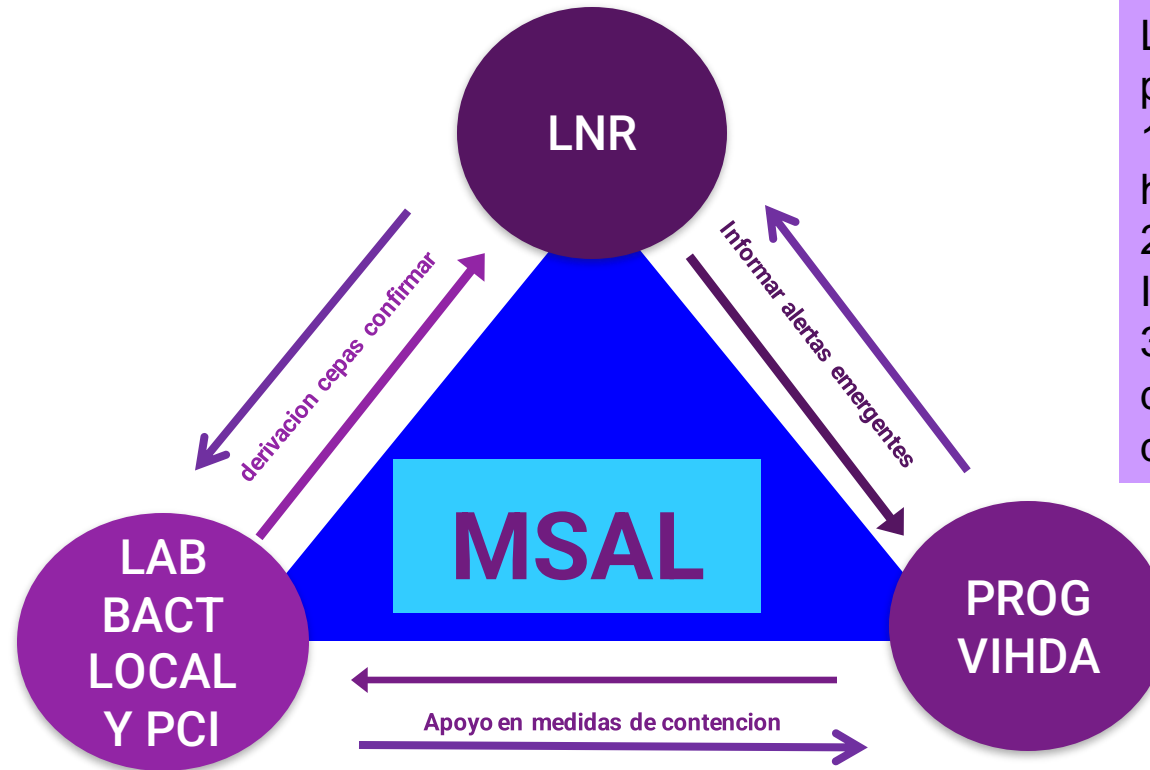 LNR
derivacion cepas confirmar
Informar alertas emergentes
MSAL
LAB
BACT
LOCAL
Y PCI
PROG
VIHDA
Apoyo en medidas de contencion